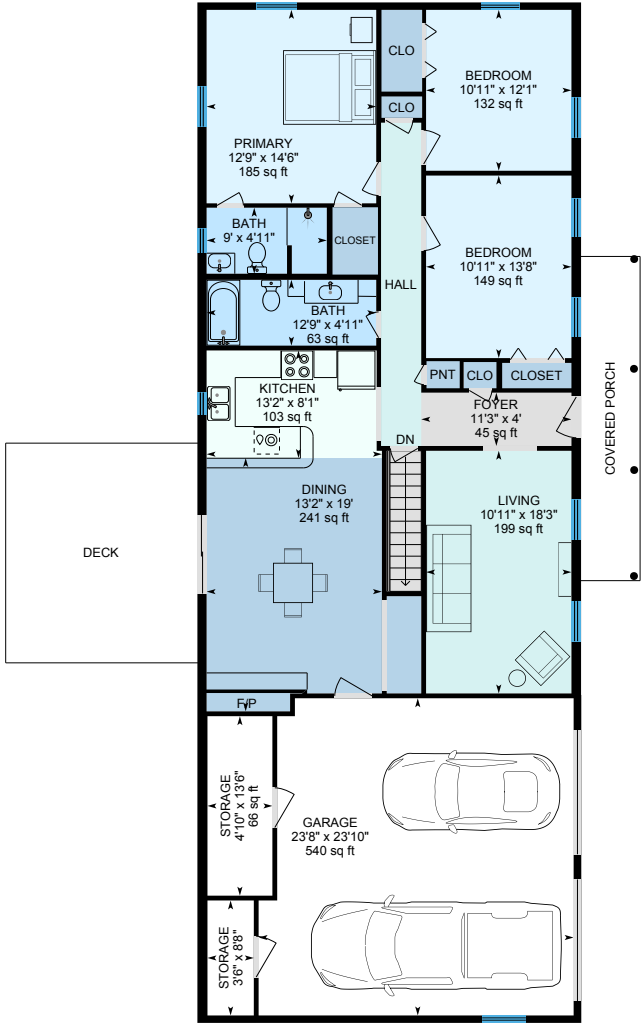 CLO
BEDROOM
10'11" x 12'1"
132 sq ft
CLO
PRIMARY
12'9" x 14'6"
185 sq ft
BATH
9' x 4'11"
CLOSET
BEDROOM
10'11" x 13'8"
149 sq ft
HALL
BATH
12'9" x 4'11"
63 sq ft
PNT
CLO
CLOSET
KITCHEN
13'2" x 8'1"
103 sq ft
FOYER
11'3" x 4'
45 sq ft
COVERED PORCH
DN
DINING
13'2" x 19'
241 sq ft
LIVING
10'11" x 18'3"
199 sq ft
DECK
F/P
STORAGE
4'10" x 13'6"
66 sq ft
GARAGE
23'8" x 23'10"
540 sq ft
STORAGE
3'6" x 8'8"